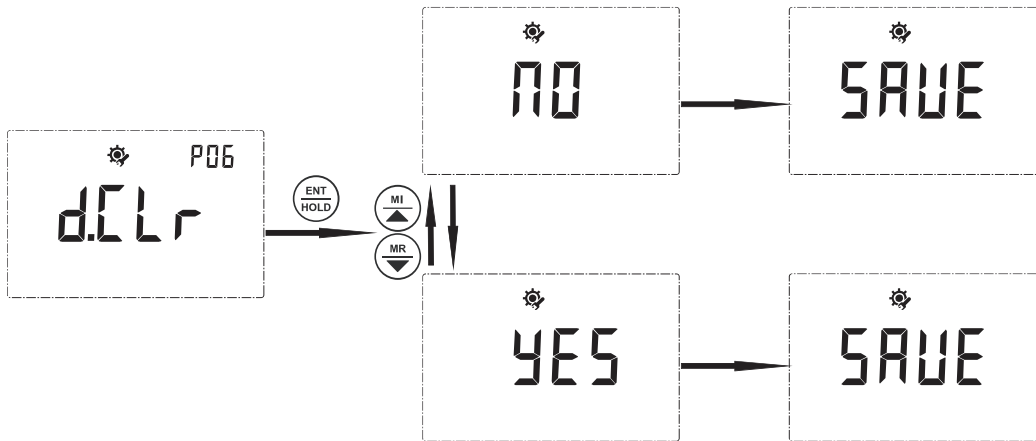 NO
SAVE
P06
d.CLr
ENT
HOLD
MI
MR
YES
SAVE